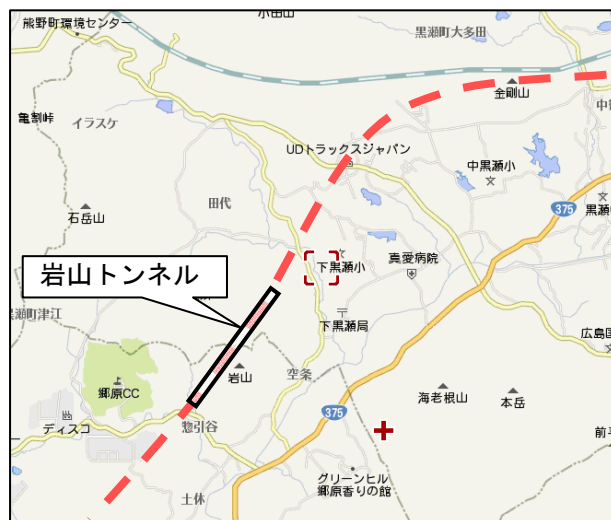 小田山
熊野町環境センター
黒瀬町大多田
金剛山
亀割峠
イラスケ
UDトラックスジャパン
中黒瀬小
375
田代
石岳山
下黒瀬小
真愛病院
岩山トンネル
黒瀬町津江
下黒瀬局
広島国
岩山
空条
郷原CC
海老根山
本岳
375
ディスコ
惣引谷
前平
グリーンヒル
郷原香りの館
土休